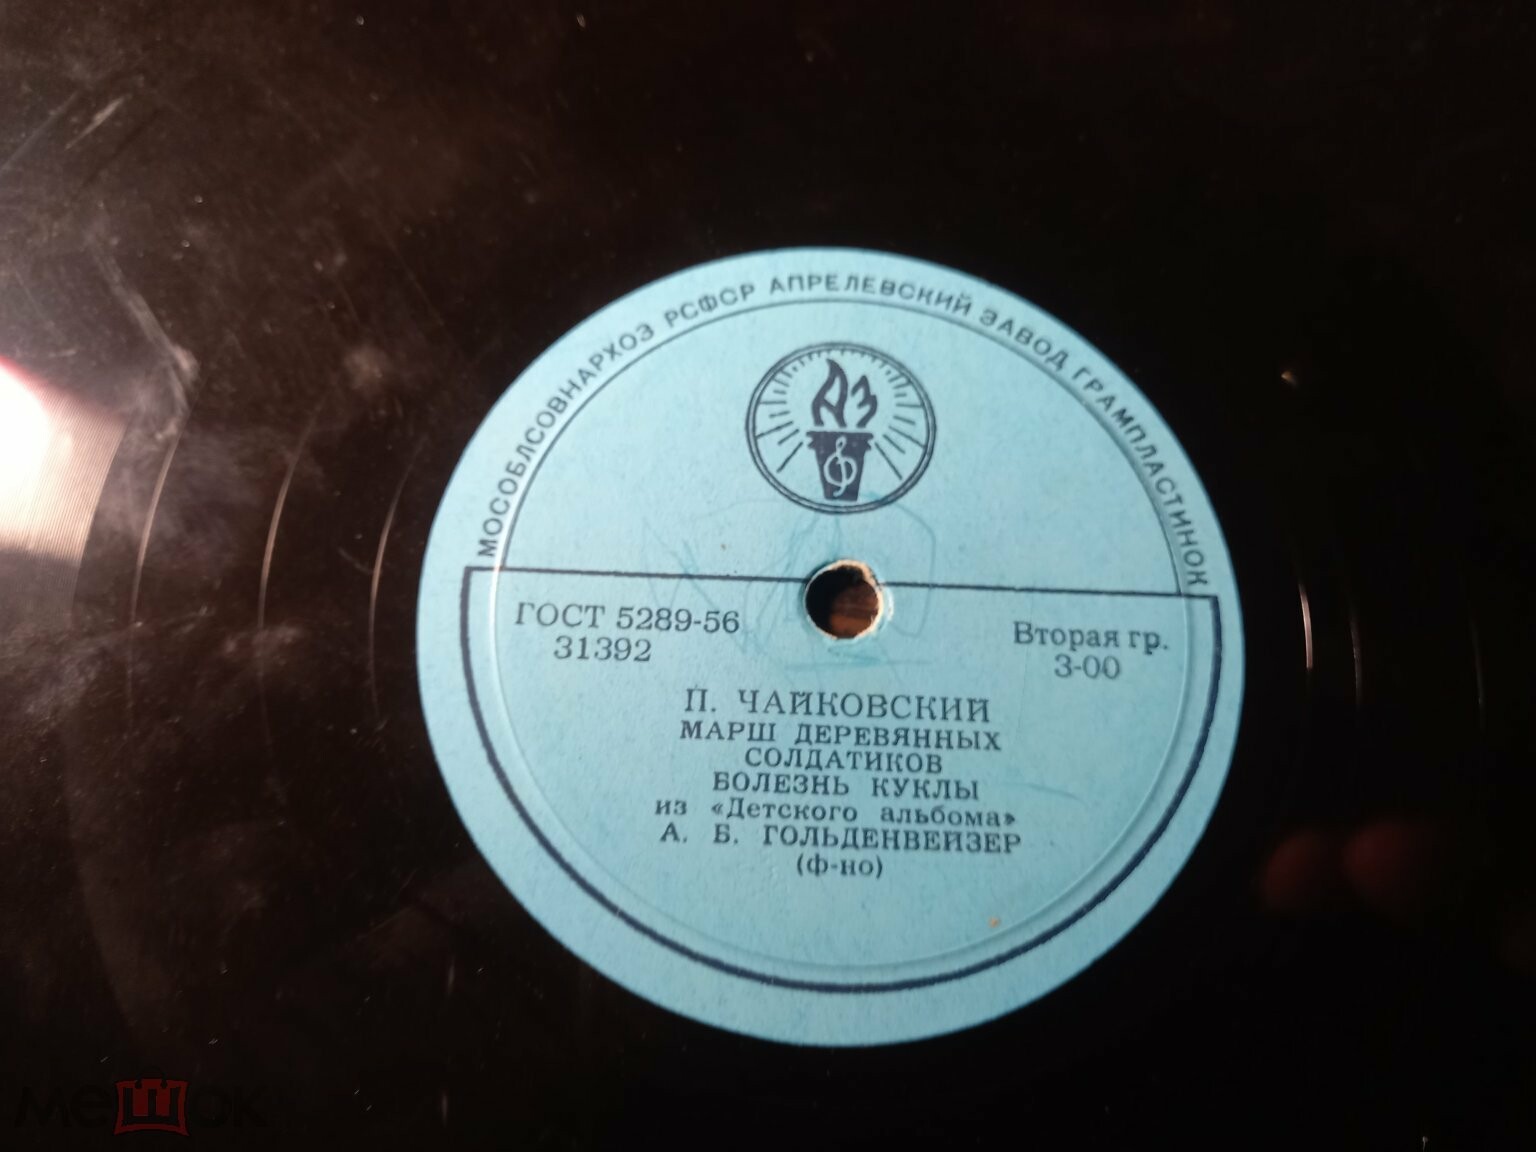 МОСОБЛСОВНАРХОЗ РСФСР АПРЕЛЕВСКИЙ ЗАВОД ГРАМПЛАСТИНОК
АЗ
ГОСТ 5289-56
31392
Вторая гр.
3-00
П. ЧАЙКОВСКИЙ
МАРШ ДЕРЕВЯННЫХ
СОЛДАТИКОВ
БОЛЕЗНЬ КУКЛЫ
из «Детского альбома»
А. Б. ГОЛЬДЕНВЕЙЗЕР
(ф-но)
мешок